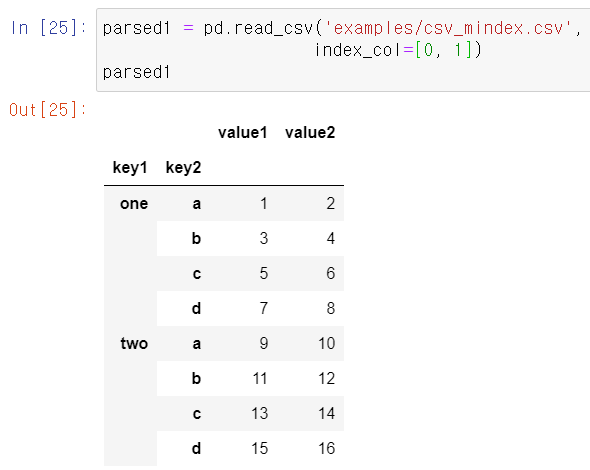 In [25]: parsed1 = pd.read_csv('examples/csv_mindex.csv',
index_col=[0, 1])
parsed1
Out[25]:
value1 value2
key1 key2
one a 1 2
b 3 4
c 5 6
d 7 8
two a 9 10
b 11 12
c 13 14
d 15 16